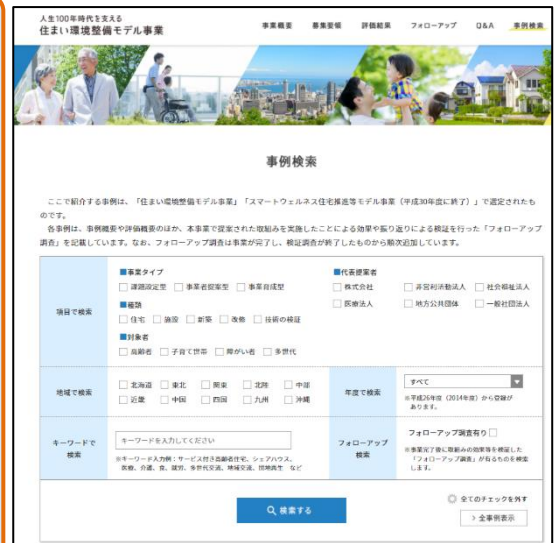 人生100年時代を支える
住まい環境整備モデル事業
事業概要 募集要領 評価結果 フォローアップ Q&A 事例検索
事例検索
ここで紹介する事例は、「住まい環境整備モデル事業」「スマートウェルネス住宅推進等モデル事業（平成30年度に終了）」で選定されたも
のです。
各事例は、事例概要や評価概要のほか、本事業で提案された取組みを実施したことによる効果や振り返りによる検証を行った「フォローアップ
調査」を記載しています。なお、フォローアップ調査は事業が完了し、検証調査が終了したものから順次追加しています。
項目で検索
■事業タイプ
課題設定型 事業者提案型 事業育成型
■種類
住宅 施設 新築 改修 技術の検証
■対象者
高齢者 子育て世帯 障がい者 多世代
■代表提案者
株式会社 非営利活動法人 社会福祉法人
医療法人 地方公共団体 一般社団法人
地域で検索
北海道 東北 関東 北陸 中部
近畿 中国 四国 九州 沖縄
年度で検索
すべて
※平成26年度（2014年度）から登録が
あります。
キーワードで
検索
キーワードを入力してください
※キーワード入力例：サービス付き高齢者住宅、シェアハウス、
医療、介護、食、就労、多世代交流、地域交流、団地再生 など
フォローアップ
検索
フォローアップ調査有り
※事業完了後に取組みの効果等を検証した
「フォローアップ調査」が有るものを検索
します。
検索する
全てのチェックを外す
> 全事例表示